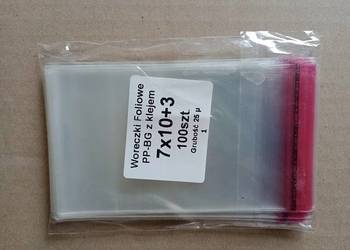 Woreczki Foliowe
PP-BG z klejem
7x10+3
100szt
Grubość 25 µ
1